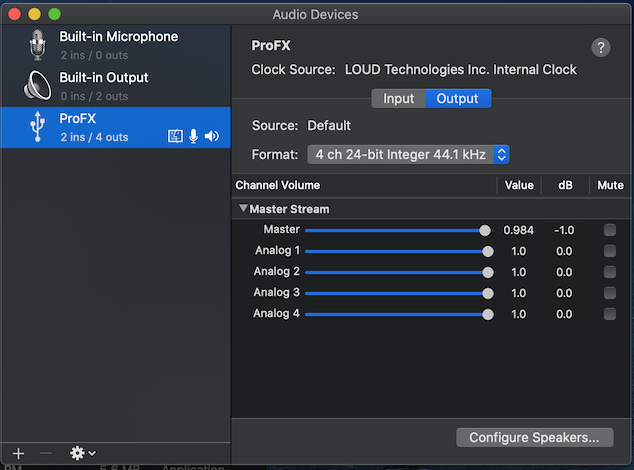 Audio Devices
Built-in Microphone
2 ins / 0 outs
Built-in Output
0 ins / 2 outs
ProFX
2 ins / 4 outs
ProFX
?
Clock Source: LOUD Technologies Inc. Internal Clock
Input Output
Source: Default
Format: 4 ch 24-bit Integer 44.1 kHz
Channel Volume Value dB Mute
Master Stream
Master 0.984 -1.0
Analog 1 1.0 0.0
Analog 2 1.0 0.0
Analog 3 1.0 0.0
Analog 4 1.0 0.0
Configure Speakers...
5.6 MB Application